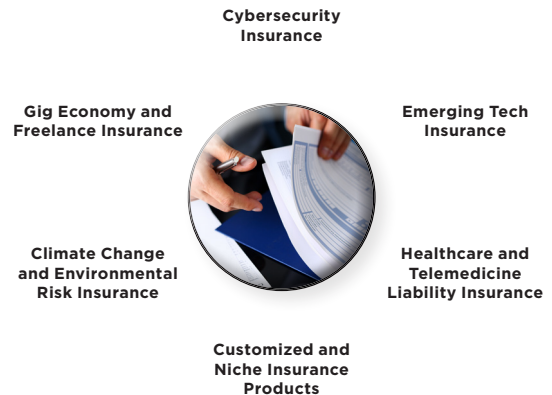 Cybersecurity
Insurance
Gig Economy and
Freelance Insurance
Emerging Tech
Insurance
Climate Change
and Environmental
Risk Insurance
Healthcare and
Telemedicine
Liability Insurance
Customized and
Niche Insurance
Products